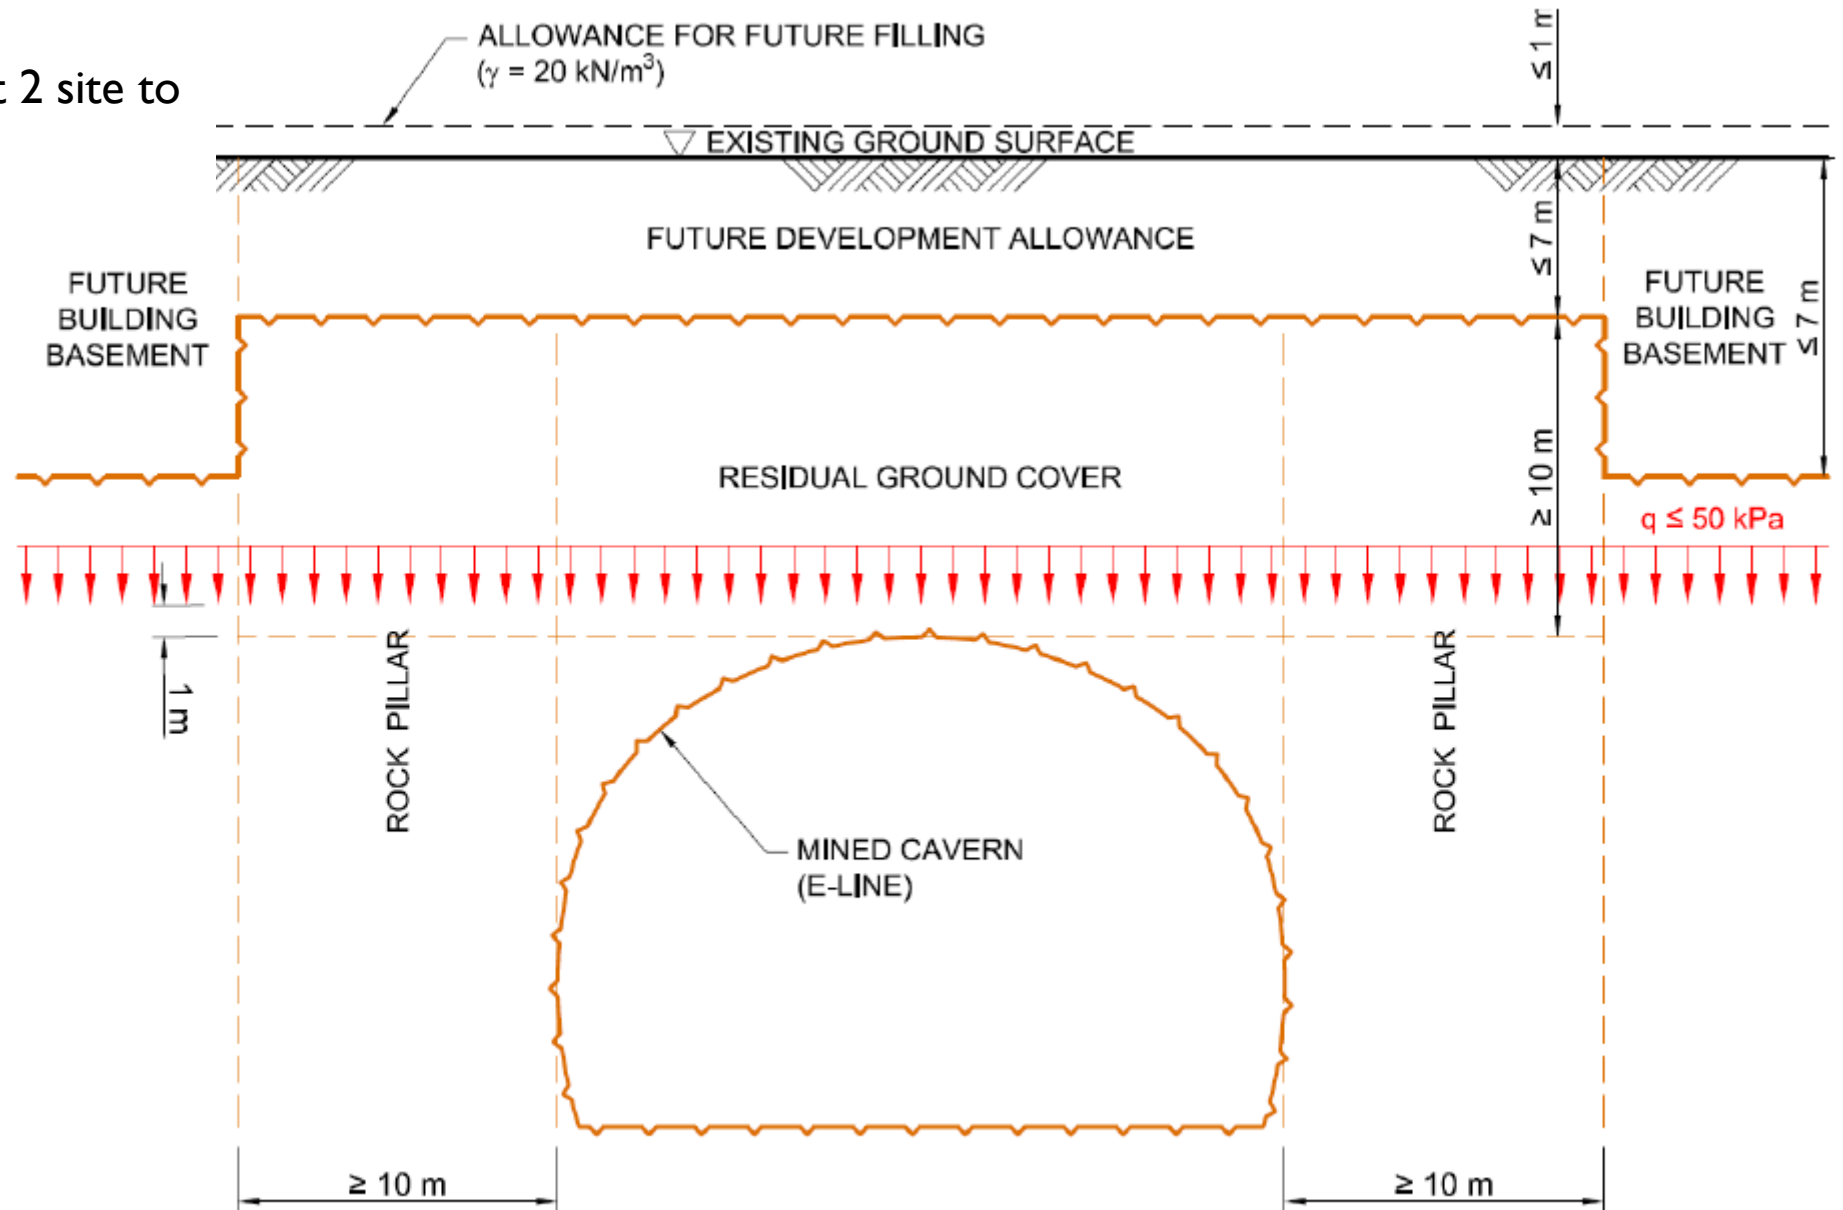 t 2 site to
ALLOWANCE FOR FUTURE FILLING
(γ = 20 kN/m³)
≤ 1 m
EXISTING GROUND SURFACE
FUTURE DEVELOPMENT ALLOWANCE
≤ 7 m
FUTURE
BUILDING
BASEMENT
FUTURE
BUILDING
BASEMENT
≤ 7 m
RESIDUAL GROUND COVER
≥ 10 m
q ≤ 50 kPa
1 m
ROCK PILLAR
ROCK PILLAR
MINED CAVERN
(E-LINE)
≥ 10 m
≥ 10 m